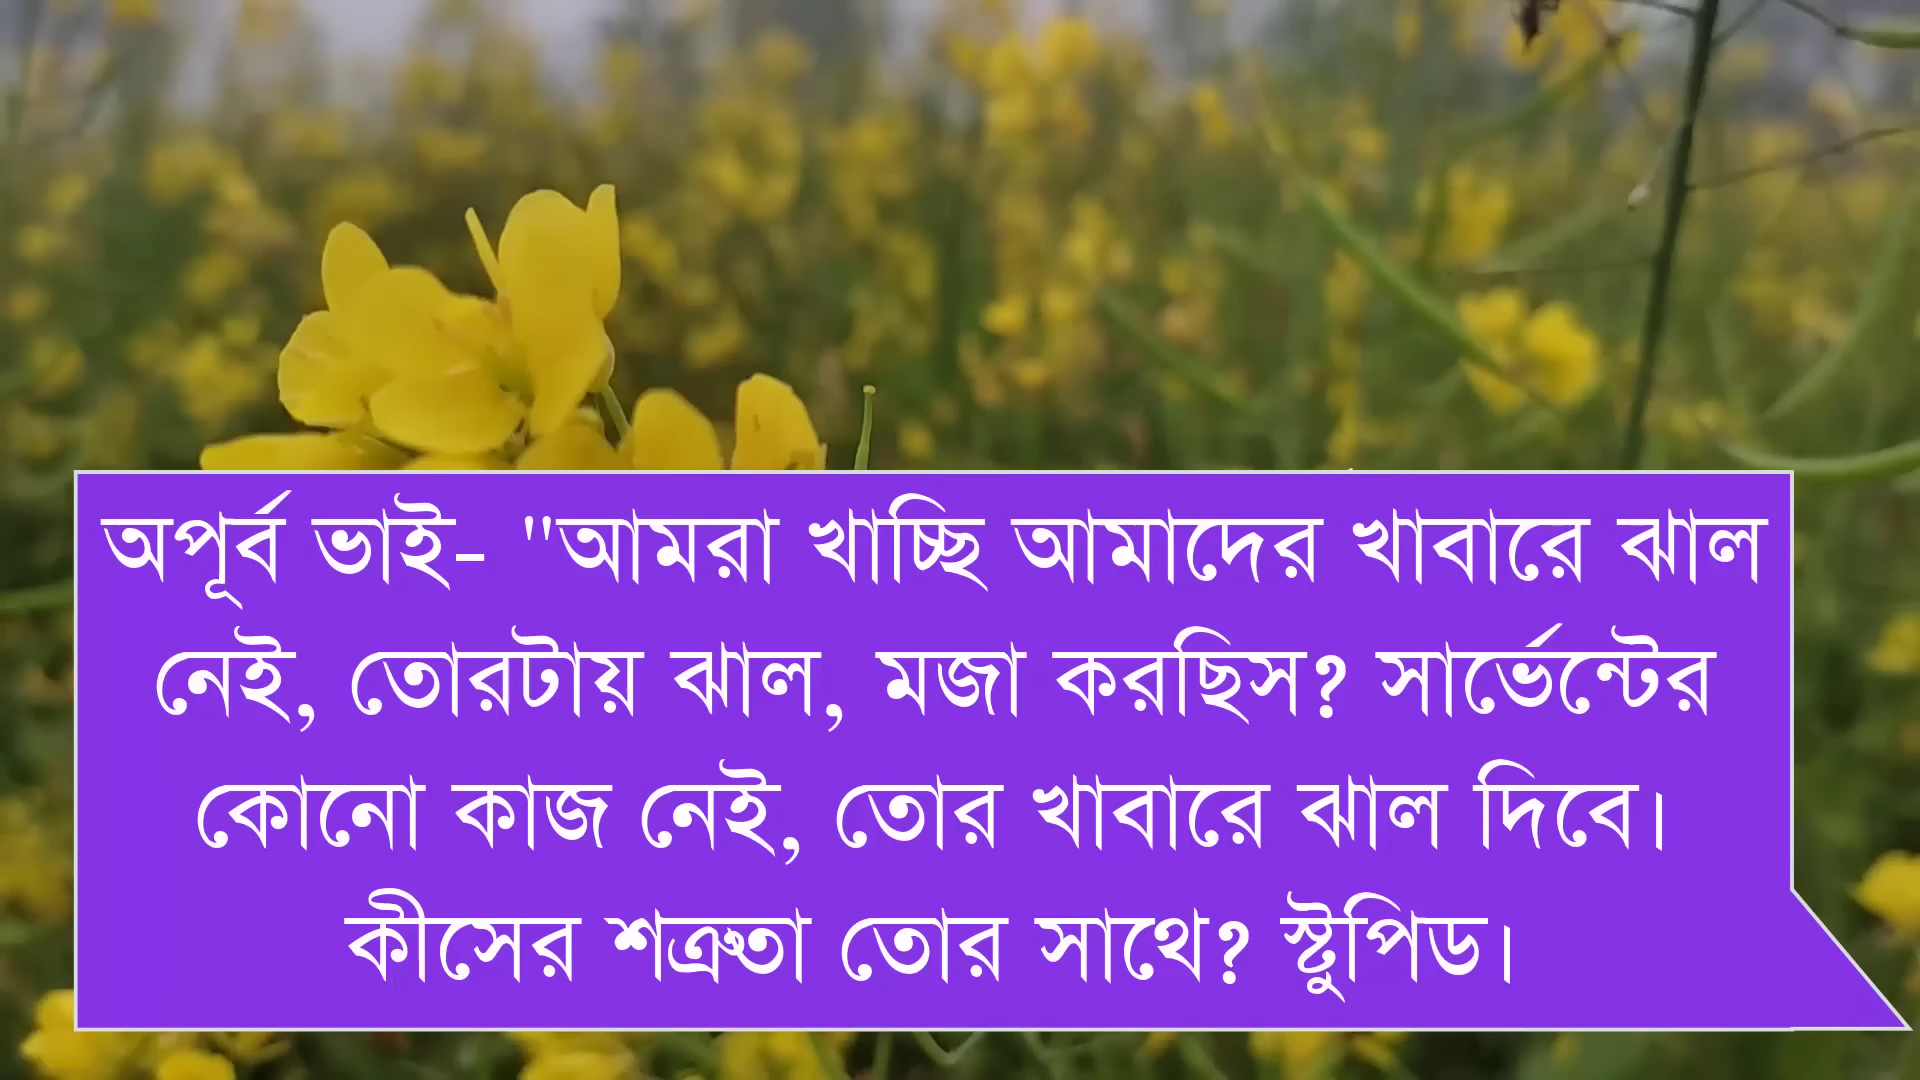 অপূর্ব ভাই- "আমরা খাচ্ছি আমাদের খাবারে ঝাল
নেই, তোরটায় ঝাল, মজা করছিস? সার্ভেন্টের
কোনো কাজ নেই, তোর খাবারে ঝাল দিবে।
কীসের শত্রুতা তোর সাথে? স্টুপিড।